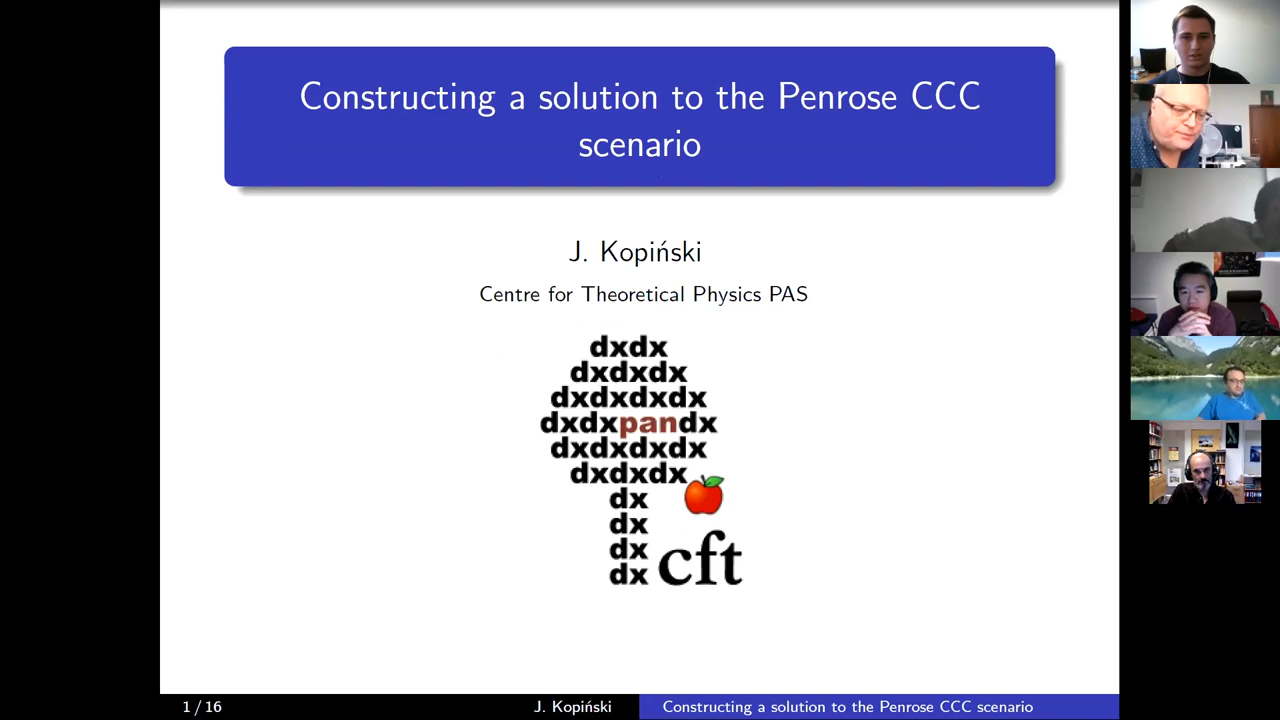 Constructing a solution to the Penrose CCC
scenario
J. Kopiński
Centre for Theoretical Physics PAS
dxdx
dxdxdx
dxdxdxdx
dxdxpandx
dxdxdxdx
dxdxdx
dx
dx
dx
dx cft
1 / 16 J. Kopiński Constructing a solution to the Penrose CCC scenario